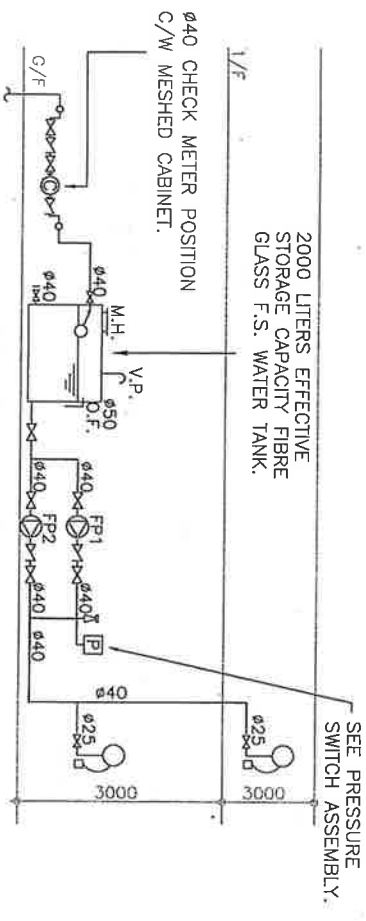 2000 LITERS EFFECTIVE
STORAGE CAPACITY FIBRE
GLASS F.S. WATER TANK.
SEE PRESSURE
SWITCH ASSEMBLY.
1/F
Ø40 CHECK METER POSITION
C/W MESHED CABINET.
G/F
C
Ø40
Ø40
M.H.
V.P.
Ø50
O.F.
Ø40
Ø40
FP1
FP2
Ø40
Ø40
P
Ø40
Ø40
Ø25
Ø25
3000
3000